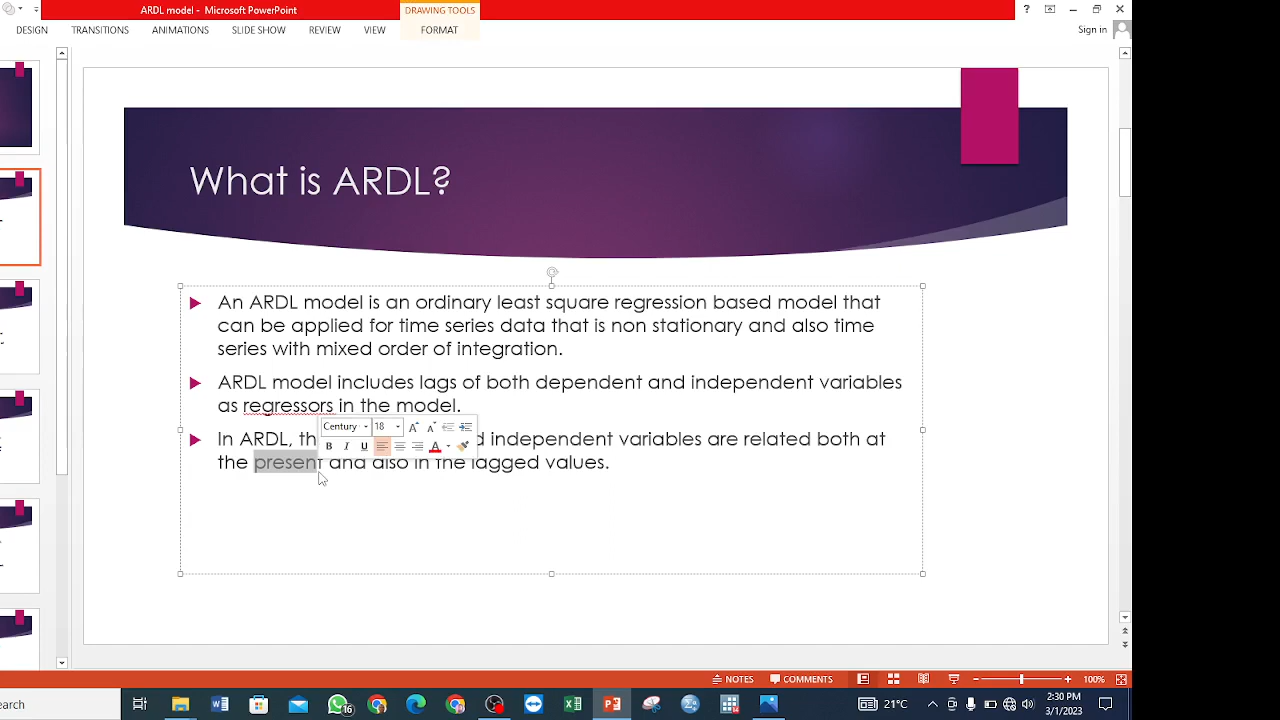 ARDL model - Microsoft PowerPoint
DRAWING TOOLS
DESIGN TRANSITIONS ANIMATIONS SLIDE SHOW REVIEW VIEW FORMAT
Sign in
What is ARDL?
An ARDL model is an ordinary least square regression based model that
can be applied for time series data that is non stationary and also time
series with mixed order of integration.
ARDL model includes lags of both dependent and independent variables
as regressors in the model.
Century 18
In ARDL, th independent variables are related both at
B I U A
the present and also in the lagged values.
NOTES COMMENTS 100%
earch
16
21°C
2:30 PM
3/1/2023